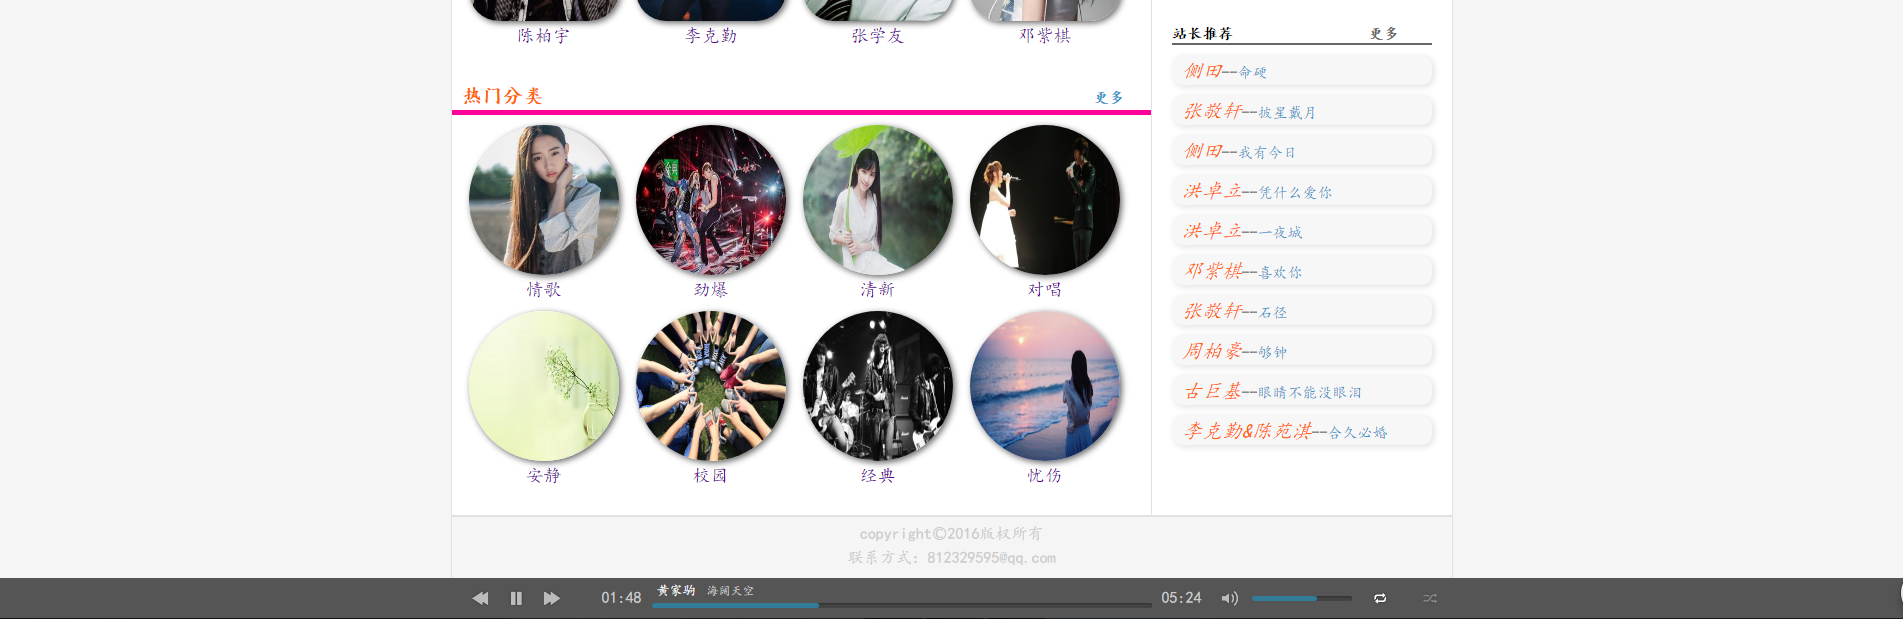 陈柏宇 李克勤 张学友 邓紫棋
热门分类 更多
情歌 劲爆 清新 对唱
安静 校园 经典 忧伤
站长推荐 更多
侧田--命硬
张敬轩--披星戴月
侧田--我有今日
洪卓立--凭什么爱你
洪卓立--一夜城
邓紫棋--喜欢你
张敬轩--石径
周柏豪--够钟
古巨基--眼睛不能没眼泪
李克勤&陈苑淇--合久必婚
copyright©2016版权所有
联系方式：812329595@qq.com
01:48 黄家驹 海阔天空 05:24